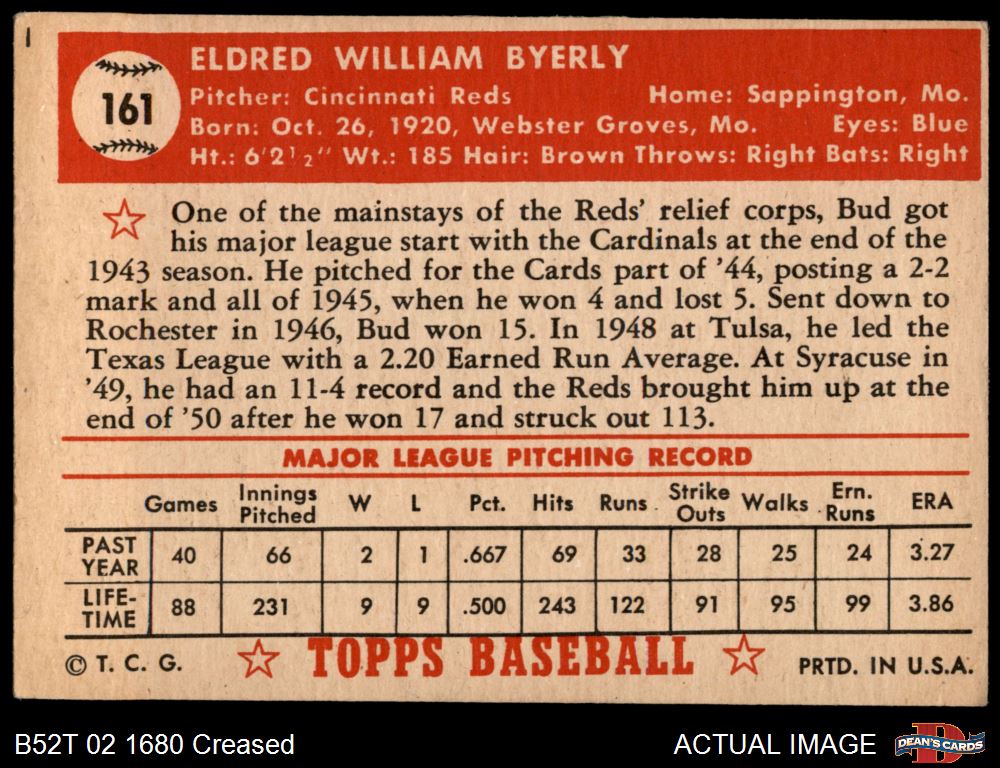 ELDRED WILLIAM BYERLY
161
Pitcher: Cincinnati Reds Home: Sappington, Mo.
Born: Oct. 26, 1920, Webster Groves, Mo. Eyes: Blue
Ht.: 6'2½" Wt.: 185 Hair: Brown Throws: Right Bats: Right
One of the mainstays of the Reds' relief corps, Bud got
his major league start with the Cardinals at the end of the
1943 season. He pitched for the Cards part of '44, posting a 2-2
mark and all of 1945, when he won 4 and lost 5. Sent down to
Rochester in 1946, Bud won 15. In 1948 at Tulsa, he led the
Texas League with a 2.20 Earned Run Average. At Syracuse in
'49, he had an 11-4 record and the Reds brought him up at the
end of '50 after he won 17 and struck out 113.
MAJOR LEAGUE PITCHING RECORD
Games Innings Pitched W L Pct. Hits Runs Strike Outs Walks Ern. Runs ERA
PAST YEAR 40 66 2 1 .667 69 33 28 25 24 3.27
LIFE-TIME 88 231 9 9 .500 243 122 91 95 99 3.86
© T. C. G. TOPPS BASEBALL PRTD. IN U.S.A.
B52T 02 1680 Creased ACTUAL IMAGE DEAN'S CARDS